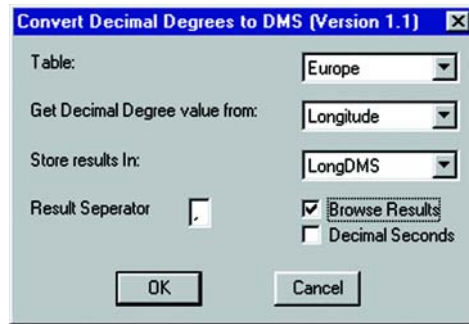 Convert Decimal Degrees to DMS (Version 1.1)
Table:
Europe
Get Decimal Degree value from:
Longitude
Store results In:
LongDMS
Result Seperator
,
Browse Results
Decimal Seconds
OK
Cancel